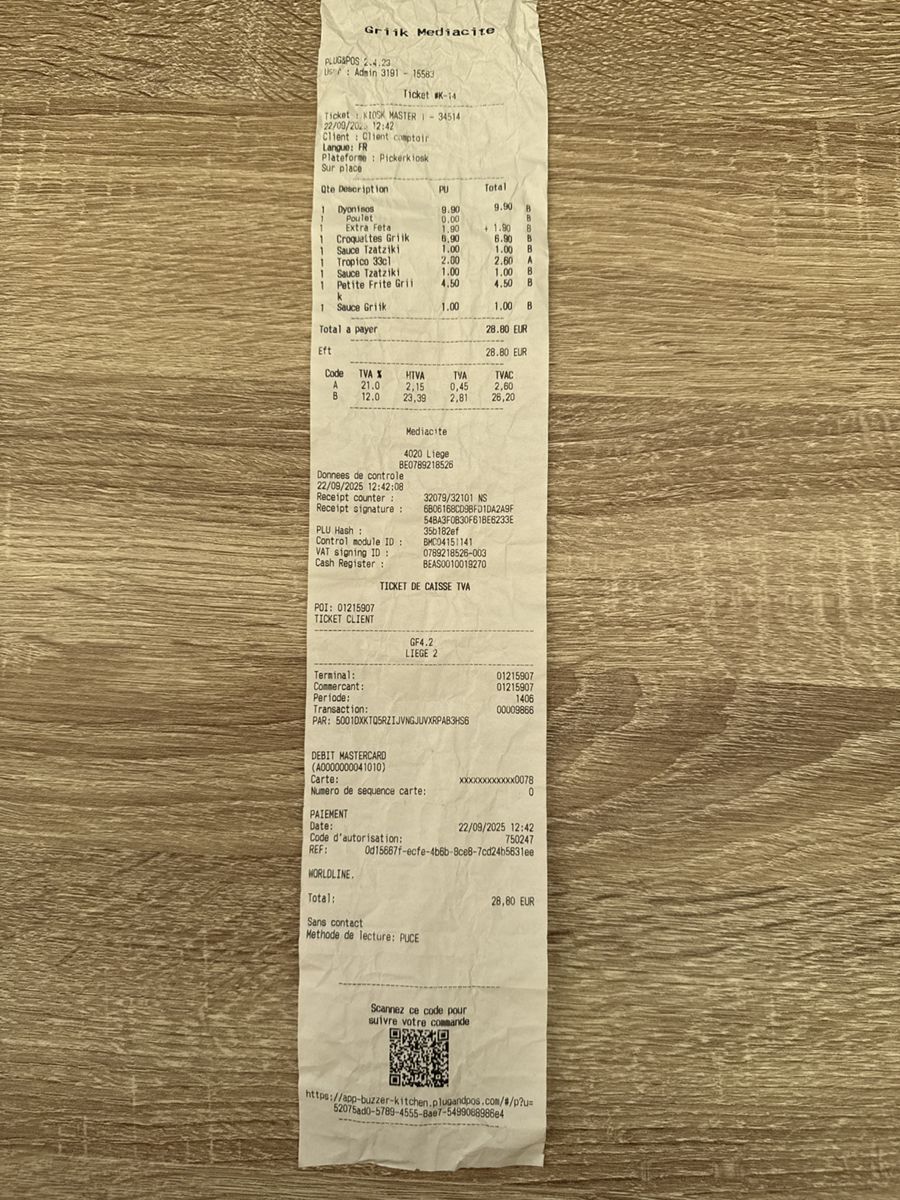 Griik Mediacite
PLUG&POS 2.4.23
User : Admin 3191 - 15583
Ticket #K-14
Ticket : KIOSK MASTER 1 - 34514
22/09/2025 12:42
Client : Client comptoir
Langue: FR
Plateforme : Pickerkiosk
Sur place
Qte Description PU Total
1 Dyonisos 9.90 9.90 B
1 Poulet 0.00 B
1 Extra Feta 1,90 + 1.90 B
1 Croquettes Griik 6,90 6.90 B
1 Sauce Tzatziki 1.00 1.00 B
1 Tropico 33cl 2.60 2.60 A
1 Sauce Tzatziki 1.00 1.00 B
1 Petite Frite Grii 4,50 4,50 B
k
1 Sauce Griik 1.00 1.00 B
Total a payer 28.80 EUR
Eft 28.80 EUR
Code TVA % HTVA TVA TVAC
A 21.0 2,15 0,45 2,60
B 12.0 23,39 2,81 26,20
Mediacite
4020 Liege
BE0789218526
Donnees de controle
22/09/2025 12:42:08
Receipt counter : 32079/32101 NS
Receipt signature : 6B06168CD9BFD1DA2A9F
54BA3F0B30F61BE6233E
PLU Hash : 35b182ef
Control module ID : BMC04151141
VAT signing ID : 0789218526-003
Cash Register : BEAS0010019270
TICKET DE CAISSE TVA
POI: 01215907
TICKET CLIENT
GF4.2
LIEGE 2
Terminal: 01215907
Commercant: 01215907
Periode: 1406
Transaction: 00009866
PAR: 5001DXKTQ5RZIJVNGJUVXRPAB3HS6
DEBIT MASTERCARD
(A0000000041010)
Carte: xxxxxxxxxxxx0078
Numero de sequence carte: 0
PAIEMENT
Date: 22/09/2025 12:42
Code d'autorisation: 750247
REF: 0d15667f-ecfe-4b6b-9ce8-7cd24b5631ee
WORLDLINE.
Total: 28,80 EUR
Sans contact
Methode de lecture: PUCE
Scannez ce code pour
suivre votre commande
https://app-buzzer-kitchen.plugandpos.com/#/p?u=
52075ad0-5789-4555-8ae7-5499088986e4